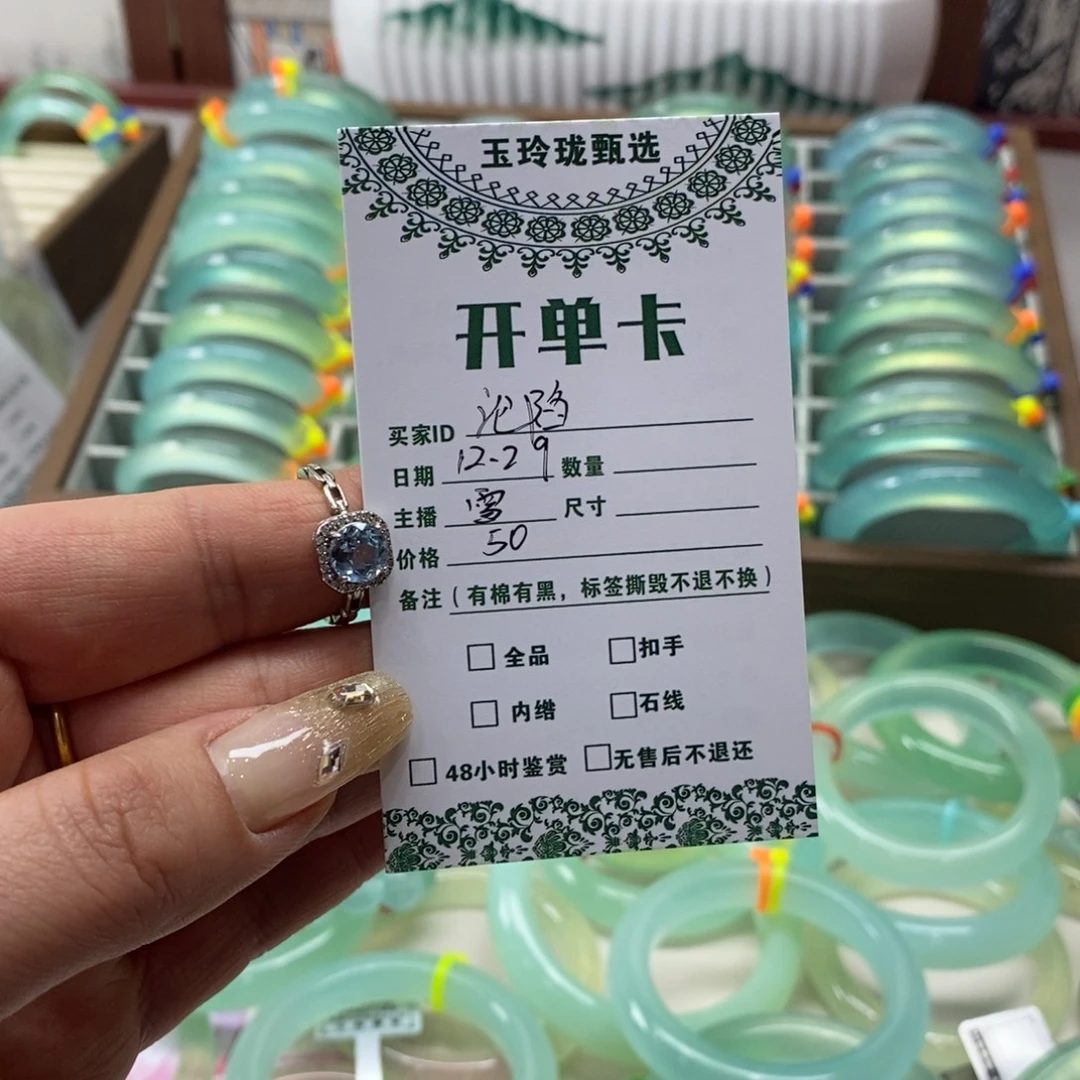 玉玲珑甄选
开单卡
买家ID 沦陷
日期 12-29 数量
主播 雪 尺寸
价格 50
备注(有棉有黑，标签撕毁不退不换)
全品 扣手
内绺 石线
48小时鉴赏 无售后不退还